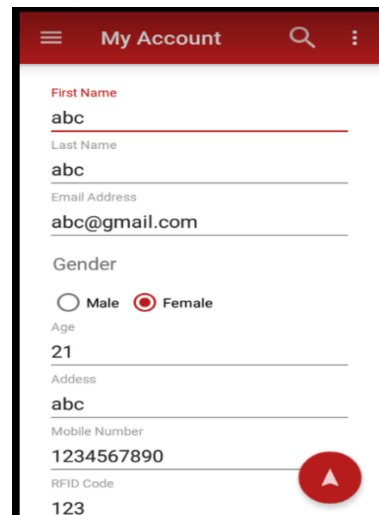 My Account
First Name
abc
Last Name
abc
Email Address
abc@gmail.com
Gender
Male Female
Age
21
Addess
abc
Mobile Number
1234567890
RFID Code
123